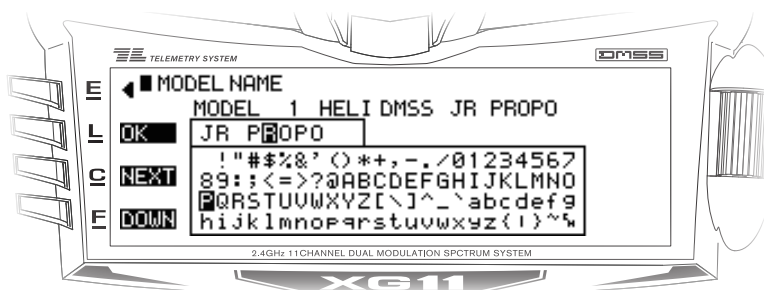 TELEMETRY SYSTEM
DMSS
E
L
C
F
MODEL NAME
MODEL 1 HELI DMSS JR PROPO
OK
JR PROPO
NEXT
DOWN
!"#$%&'()*+,-./01234567
89:;<=>?@ABCDEFGHIJKLMNO
PQRSTUVWXYZ[\]^_`abcdefg
hijklmnopqrstuvwxyz{|}~
2.4GHz 11CHANNEL DUAL MODULATION SPCTRUM SYSTEM
XG11